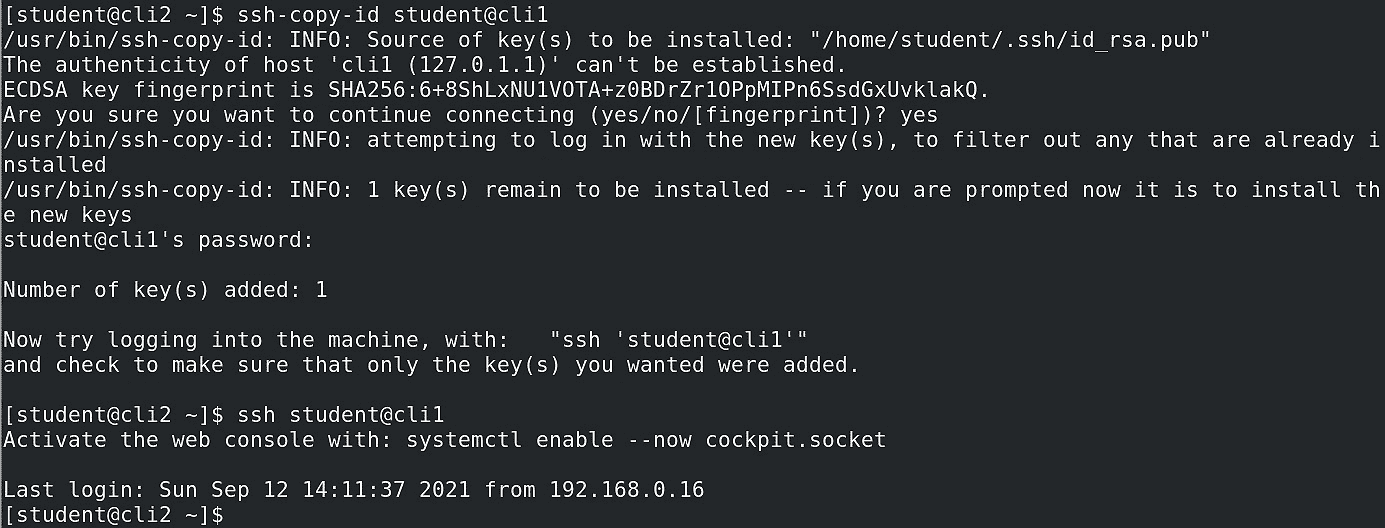 [student@cli2 ~]$ ssh-copy-id student@cli1
/usr/bin/ssh-copy-id: INFO: Source of key(s) to be installed: "/home/student/.ssh/id_rsa.pub"
The authenticity of host 'cli1 (127.0.1.1)' can't be established.
ECDSA key fingerprint is SHA256:6+8ShLxNU1VOTA+z0BDrZr1OPpMIPn6SsdGxUvklakQ.
Are you sure you want to continue connecting (yes/no/[fingerprint])? yes
/usr/bin/ssh-copy-id: INFO: attempting to log in with the new key(s), to filter out any that are already i
nstalled
/usr/bin/ssh-copy-id: INFO: 1 key(s) remain to be installed -- if you are prompted now it is to install th
e new keys
student@cli1's password:
Number of key(s) added: 1
Now try logging into the machine, with:   "ssh 'student@cli1'"
and check to make sure that only the key(s) you wanted were added.
[student@cli2 ~]$ ssh student@cli1
Activate the web console with: systemctl enable --now cockpit.socket
Last login: Sun Sep 12 14:11:37 2021 from 192.168.0.16
[student@cli2 ~]$